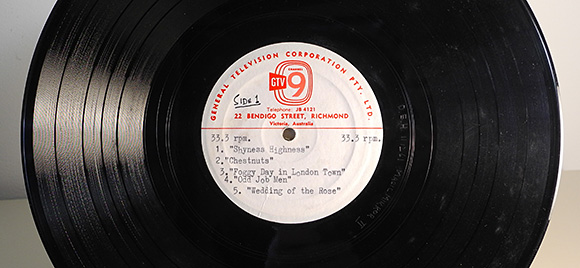 GENERAL TELEVISION CORPORATION PTY. LTD.
CHANNEL
GTV 9
SIDE 1
Telephone: JB 4121
22 BENDIGO STREET, RICHMOND
Victoria, Australia
33.3 rpm. 33.3 rpm.
1. "Shyness Highness"
2. "Chestnuts"
3. "Foggy Day in London Town"
4. "Odd Job Men"
5. "Wedding of the Rose"